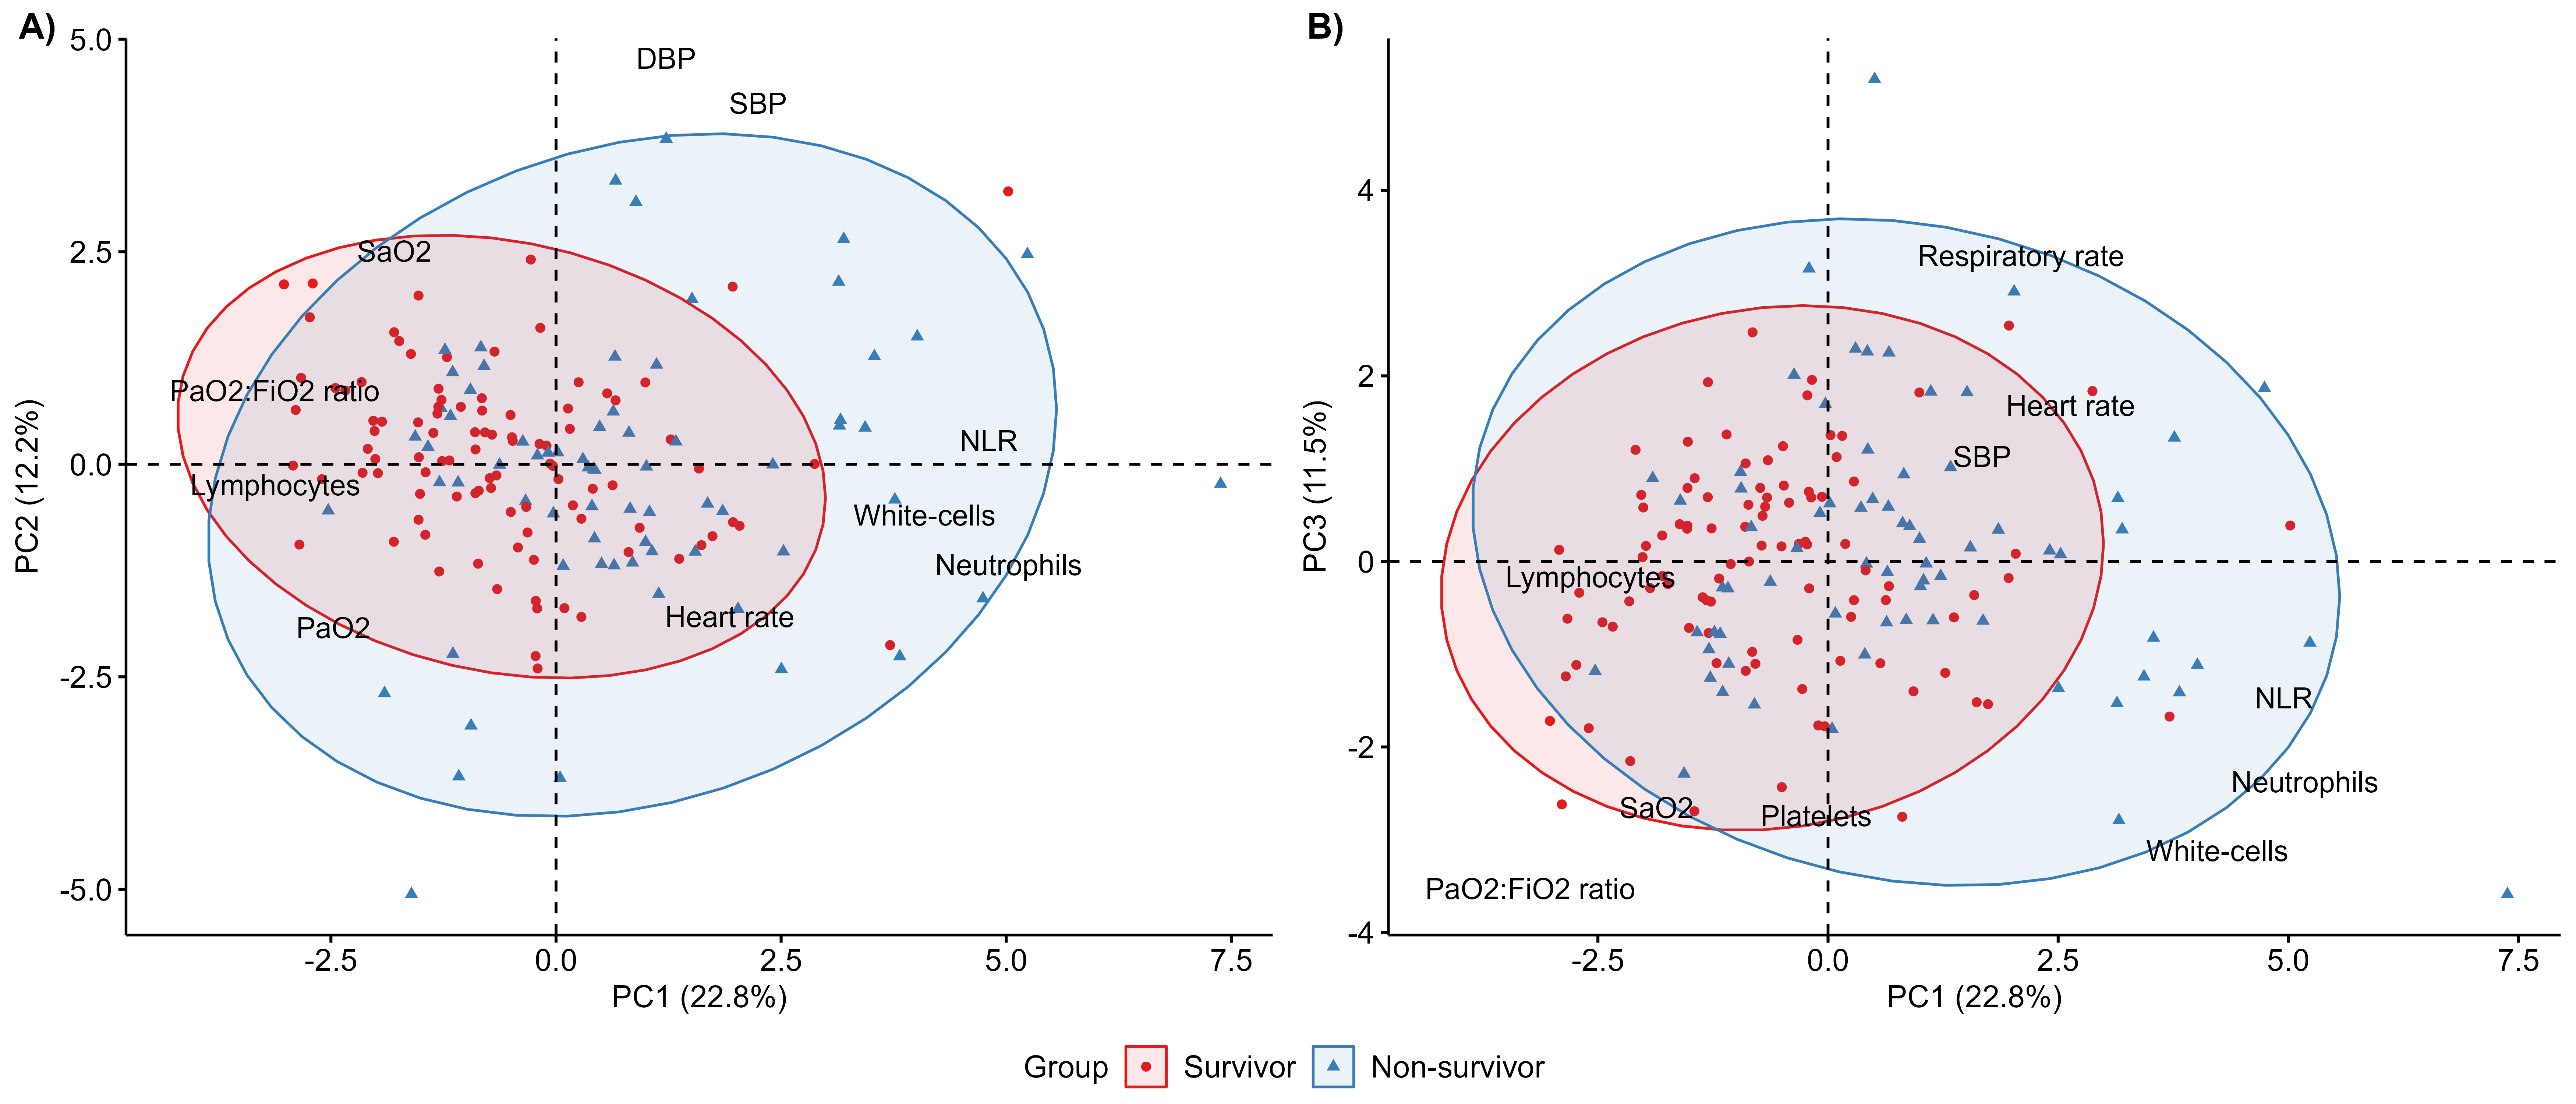 A)
5.0
2.5
0.0
-2.5
-5.0
PC2 (12.2%)
DBP
SBP
SaO2
PaO2:FiO2 ratio
NLR
Lymphocytes
White-cells
Neutrophils
Heart rate
PaO2
-2.5
0.0
2.5
5.0
7.5
PC1 (22.8%)
B)
4
2
0
-2
-4
PC3 (11.5%)
Respiratory rate
Heart rate
SBP
Lymphocytes
NLR
Neutrophils
SaO2
Platelets
White-cells
PaO2:FiO2 ratio
-2.5
0.0
2.5
5.0
7.5
PC1 (22.8%)
Group Survivor Non-survivor